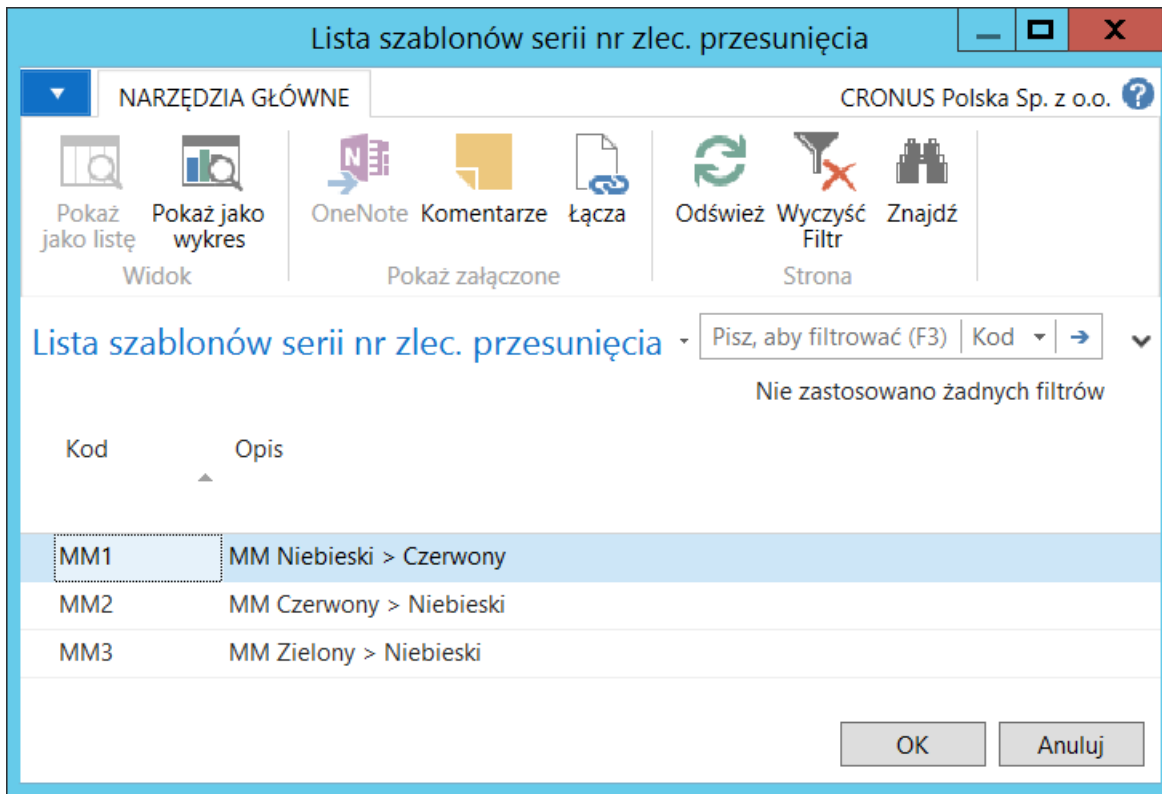 Lista szablonów serii nr zlec. przesunięcia
X
NARZĘDZIA GŁÓWNE
CRONUS Polska Sp. z o.o. ?
Pokaż jako listę
Pokaż jako wykres
Widok
N
OneNote
Komentarze
Łącza
Pokaż załączone
Odśwież
Wyczyść Filtr
Znajdź
Strona
Lista szablonów serii nr zlec. przesunięcia
Pisz, aby filtrować (F3)
Kod
Nie zastosowano żadnych filtrów
Kod Opis
MM1 MM Niebieski > Czerwony
MM2 MM Czerwony > Niebieski
MM3 MM Zielony > Niebieski
OK Anuluj